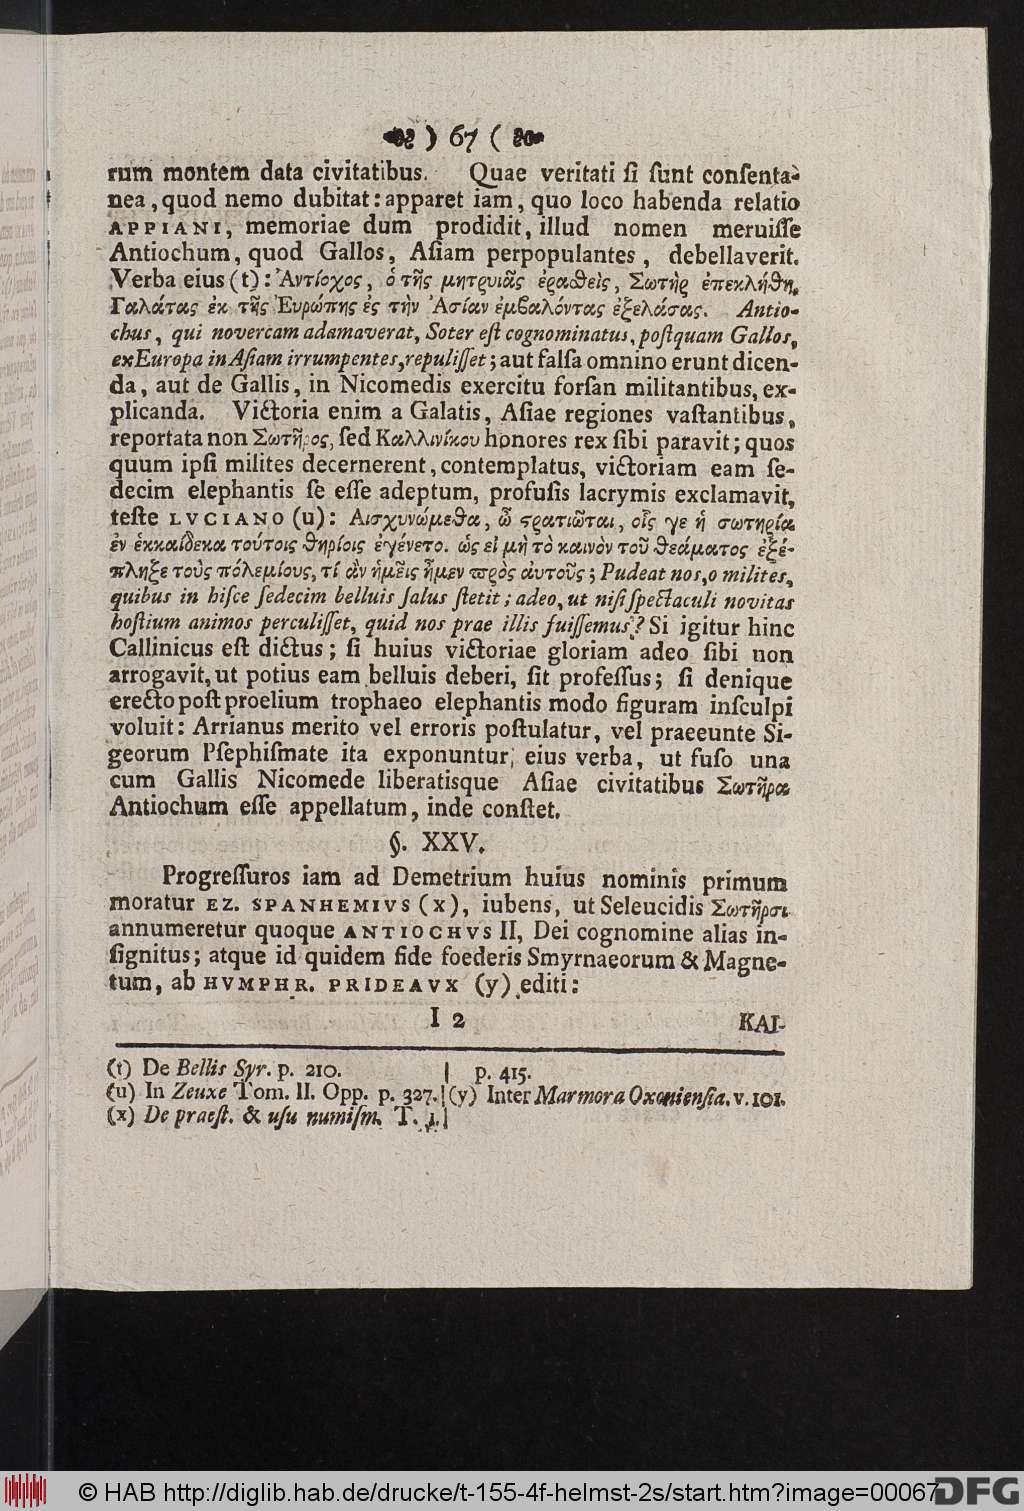 ) 67 (
rum montem data civitatibus. Quae veritati ſi ſunt conſenta-
nea, quod nemo dubitat: apparet iam, quo loco habenda relatio
APPIANI, memoriae dum prodidit, illud nomen meruiſſe
Antiochum, quod Gallos, Aſiam perpopulantes, debellaverit.
Verba eius (t): Ἀντίοχος, ὁ τῆς μητρυιᾶς ἐραϑεὶς, Σωτὴρ ἐπεκλήϑη,
Γαλάτας ἐκ τῆς Ἐυρώπης ἐς τὴν Ἀσίαν ἐμβαλόντας ἐξελάσας. Antio-
chus, qui novercam adamaverat, Soter eſt cognominatus, poſtquam Gallos,
ex Europa in Aſiam irrumpentes, repuliſſet; aut falſa omnino erunt dicen-
da, aut de Gallis, in Nicomedis exercitu forſan militantibus, ex-
plicanda. Victoria enim a Galatis, Aſiae regiones vaſtantibus,
reportata non Σωτῆρος, ſed Καλλινίκου honores rex ſibi paravit; quos
quum ipſi milites decernerent, contemplatus, victoriam eam ſe-
decim elephantis ſe eſſe adeptum, profuſis lacrymis exclamavit,
teſte LVCIANO (u): Αισχυνώμεθα, ὦ ϛρατιῶται, οἷς γε ἡ σωτηρία
ἐν ἑκκαίδεκα τούτοις ϑηρίοις ἐγένετο. ὡς εἰ μὴ τὸ καινὸν τοῦ ϑεάματος ἐξέ-
πληξε τοὺς πόλεμίους, τί ἂν ἡμεῖς ἦμεν ϖρὸς ἀυτοῦς; Pudeat nos, o milites,
quibus in hiſce ſedecim belluis ſalus ſtetit; adeo, ut niſi ſpectaculi novitas
hoſtium animos perculiſſet, quid nos prae illis fuiſſemus? Si igitur hinc
Callinicus eſt dictus; ſi huius victoriae gloriam adeo ſibi non
arrogavit, ut potius eam belluis deberi, ſit profeſſus; ſi denique
erecto poſt proelium trophaeo elephantis modo figuram inſculpi
voluit: Arrianus merito vel erroris poſtulatur, vel praeeunte Si-
georum Pſephiſmate ita exponuntur eius verba, ut fuſo una
cum Gallis Nicomede liberatisque Aſiae civitatibus Σωτῆρα
Antiochum eſſe appellatum, inde conſtet.
§. XXV.
Progreſſuros iam ad Demetrium huius nominis primum
moratur EZ. SPANHEMIVS (x), iubens, ut Seleucidis Σωτῆρσι
annumeretur quoque ANTIOCHVS II, Dei cognomine alias in-
ſignitus; atque id quidem fide foederis Smyrnaeorum & Magne-
tum, ab HVMPHR. PRIDEAVX (y) editi:
I 2 KAI-
(t) De Bellis Syr. p. 210.
(u) In Zeuxe Tom. II. Opp. p. 327.
(x) De praeſt. & uſu numiſm. T. 1.
p. 415.
(y) Inter Marmora Oxonienſia. v. 101.
© HAB http://diglib.hab.de/drucke/t-155-4f-helmst-2s/start.htm?image=00067
DFG